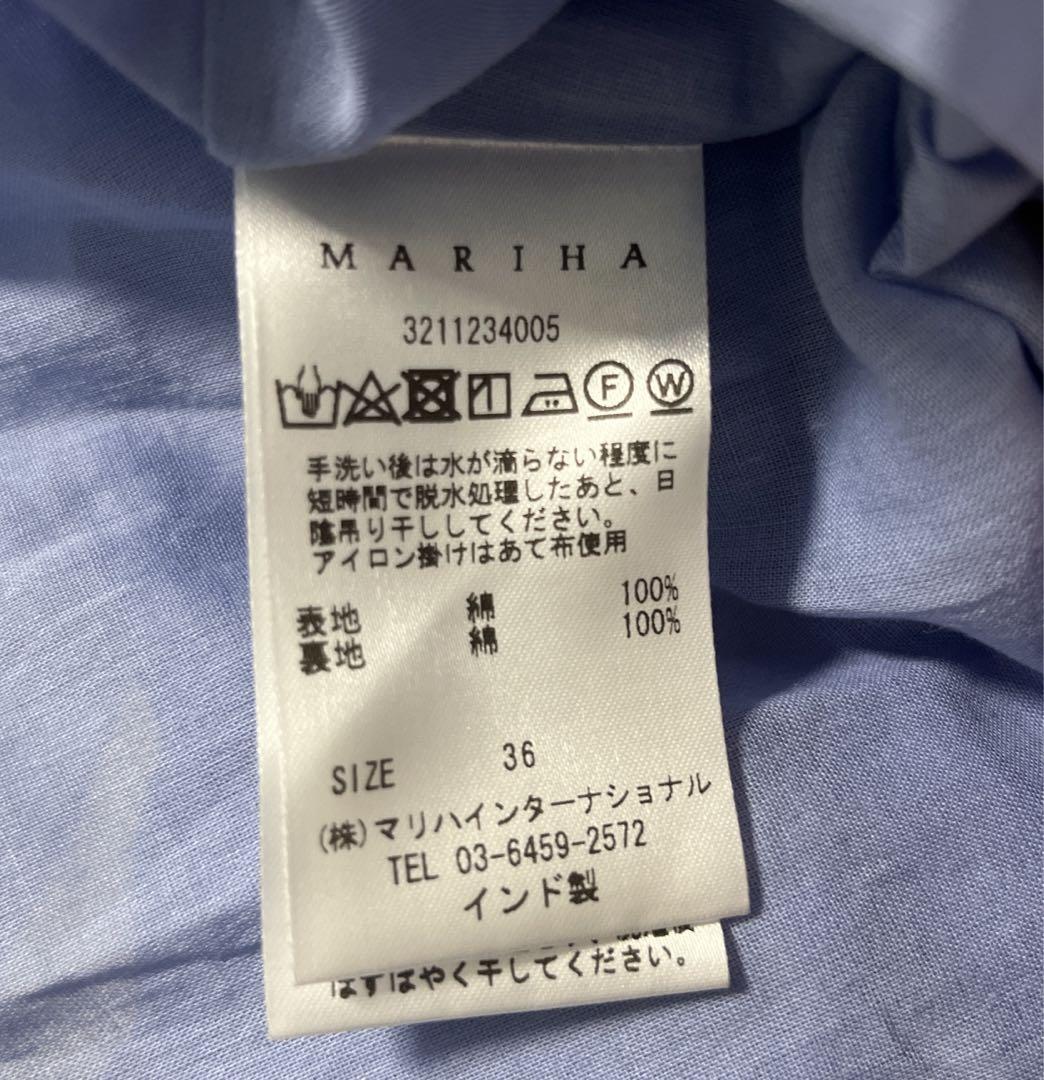 MARIHA
3211234005
F W
手洗い後は水が滴らない程度に
短時間で脱水処理したあと、日
陰吊り干ししてください。
アイロン掛けはあて布使用
表地 綿 100%
裏地 綿 100%
SIZE 36
(株)マリハインターナショナル
TEL 03-6459-2572
インド製
はすばやく干してください。